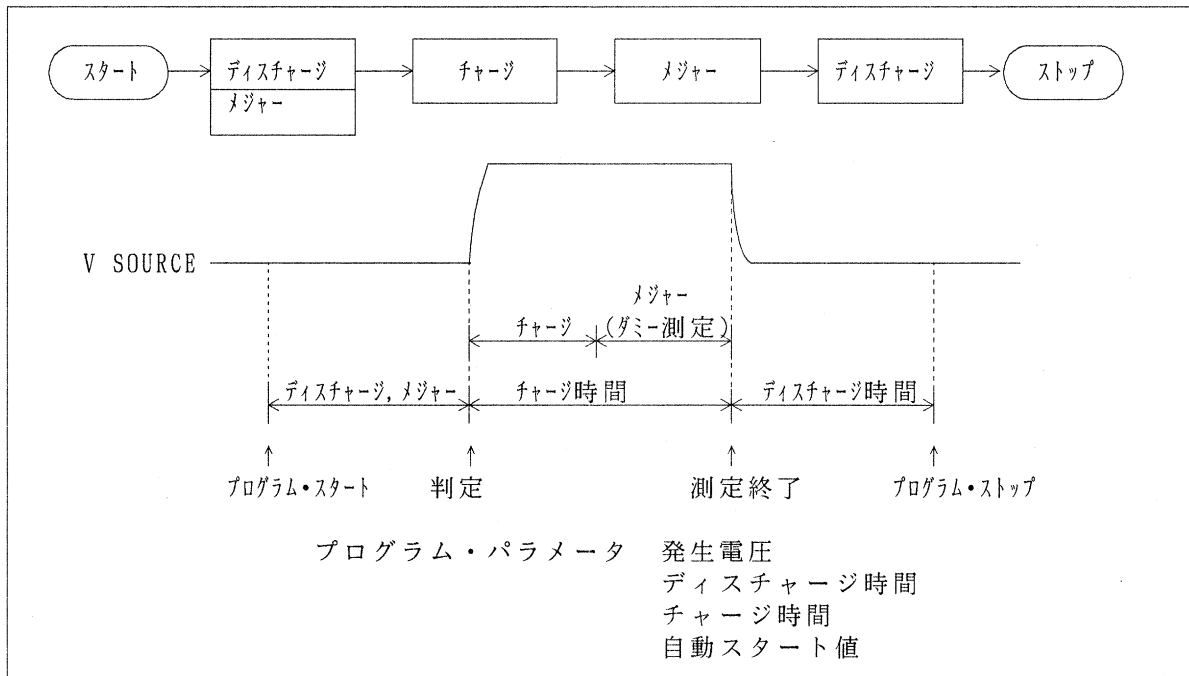 スタート
ディスチャージ
メジャー
チャージ
メジャー
ディスチャージ
ストップ
V SOURCE
メジャー
チャージ
(ダミー測定)
ディスチャージ,メジャー
チャージ時間
ディスチャージ時間
プログラム・スタート
判定
測定終了
プログラム・ストップ
プログラム・パラメータ 発生電圧
ディスチャージ時間
チャージ時間
自動スタート値